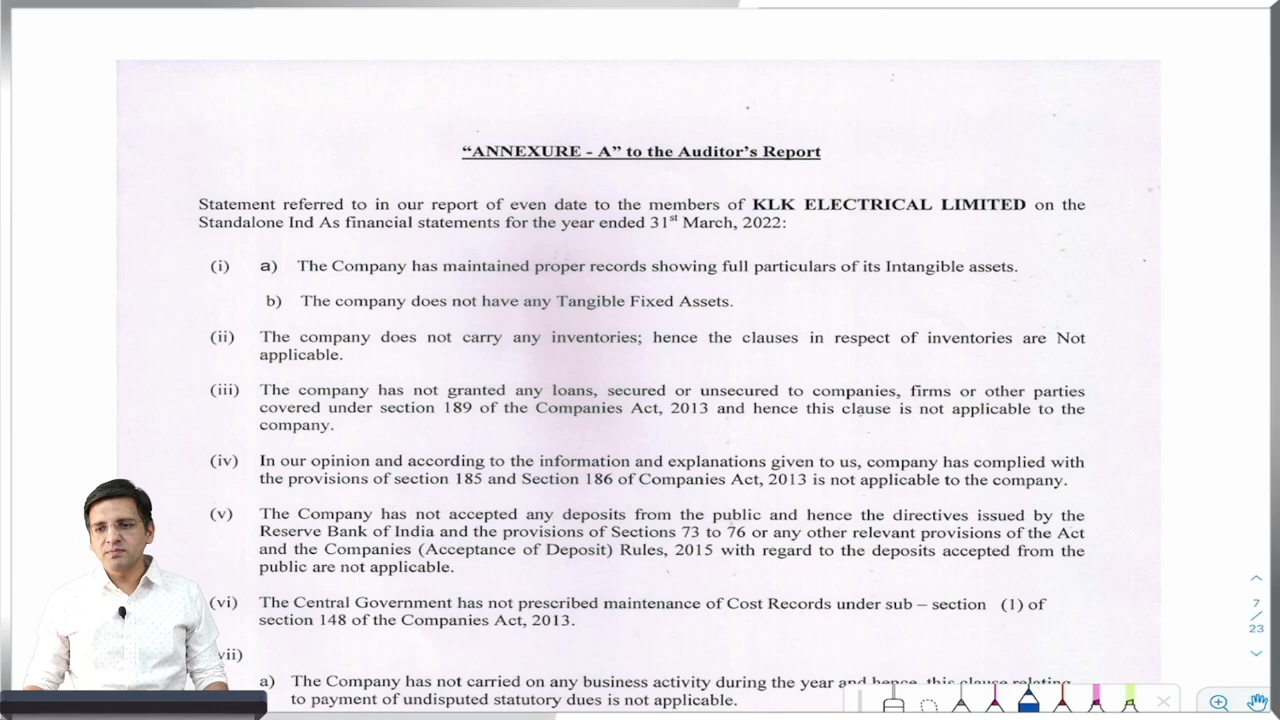 “ANNEXURE - A” to the Auditor’s Report
Statement referred to in our report of even date to the members of KLK ELECTRICAL LIMITED on the
Standalone Ind As financial statements for the year ended 31st March, 2022:
(i) a) The Company has maintained proper records showing full particulars of its Intangible assets.
b) The company does not have any Tangible Fixed Assets.
(ii) The company does not carry any inventories; hence the clauses in respect of inventories are Not
applicable.
(iii) The company has not granted any loans, secured or unsecured to companies, firms or other parties
covered under section 189 of the Companies Act, 2013 and hence this clause is not applicable to the
company.
(iv) In our opinion and according to the information and explanations given to us, company has complied with
the provisions of section 185 and Section 186 of Companies Act, 2013 is not applicable to the company.
(v) The Company has not accepted any deposits from the public and hence the directives issued by the
Reserve Bank of India and the provisions of Sections 73 to 76 or any other relevant provisions of the Act
and the Companies (Acceptance of Deposit) Rules, 2015 with regard to the deposits accepted from the
public are not applicable.
(vi) The Central Government has not prescribed maintenance of Cost Records under sub – section (1) of
section 148 of the Companies Act, 2013.
vii)
a) The Company has not carried on any business activity during the year and hence, this clause relating
to payment of undisputed statutory dues is not applicable.
7
/
23